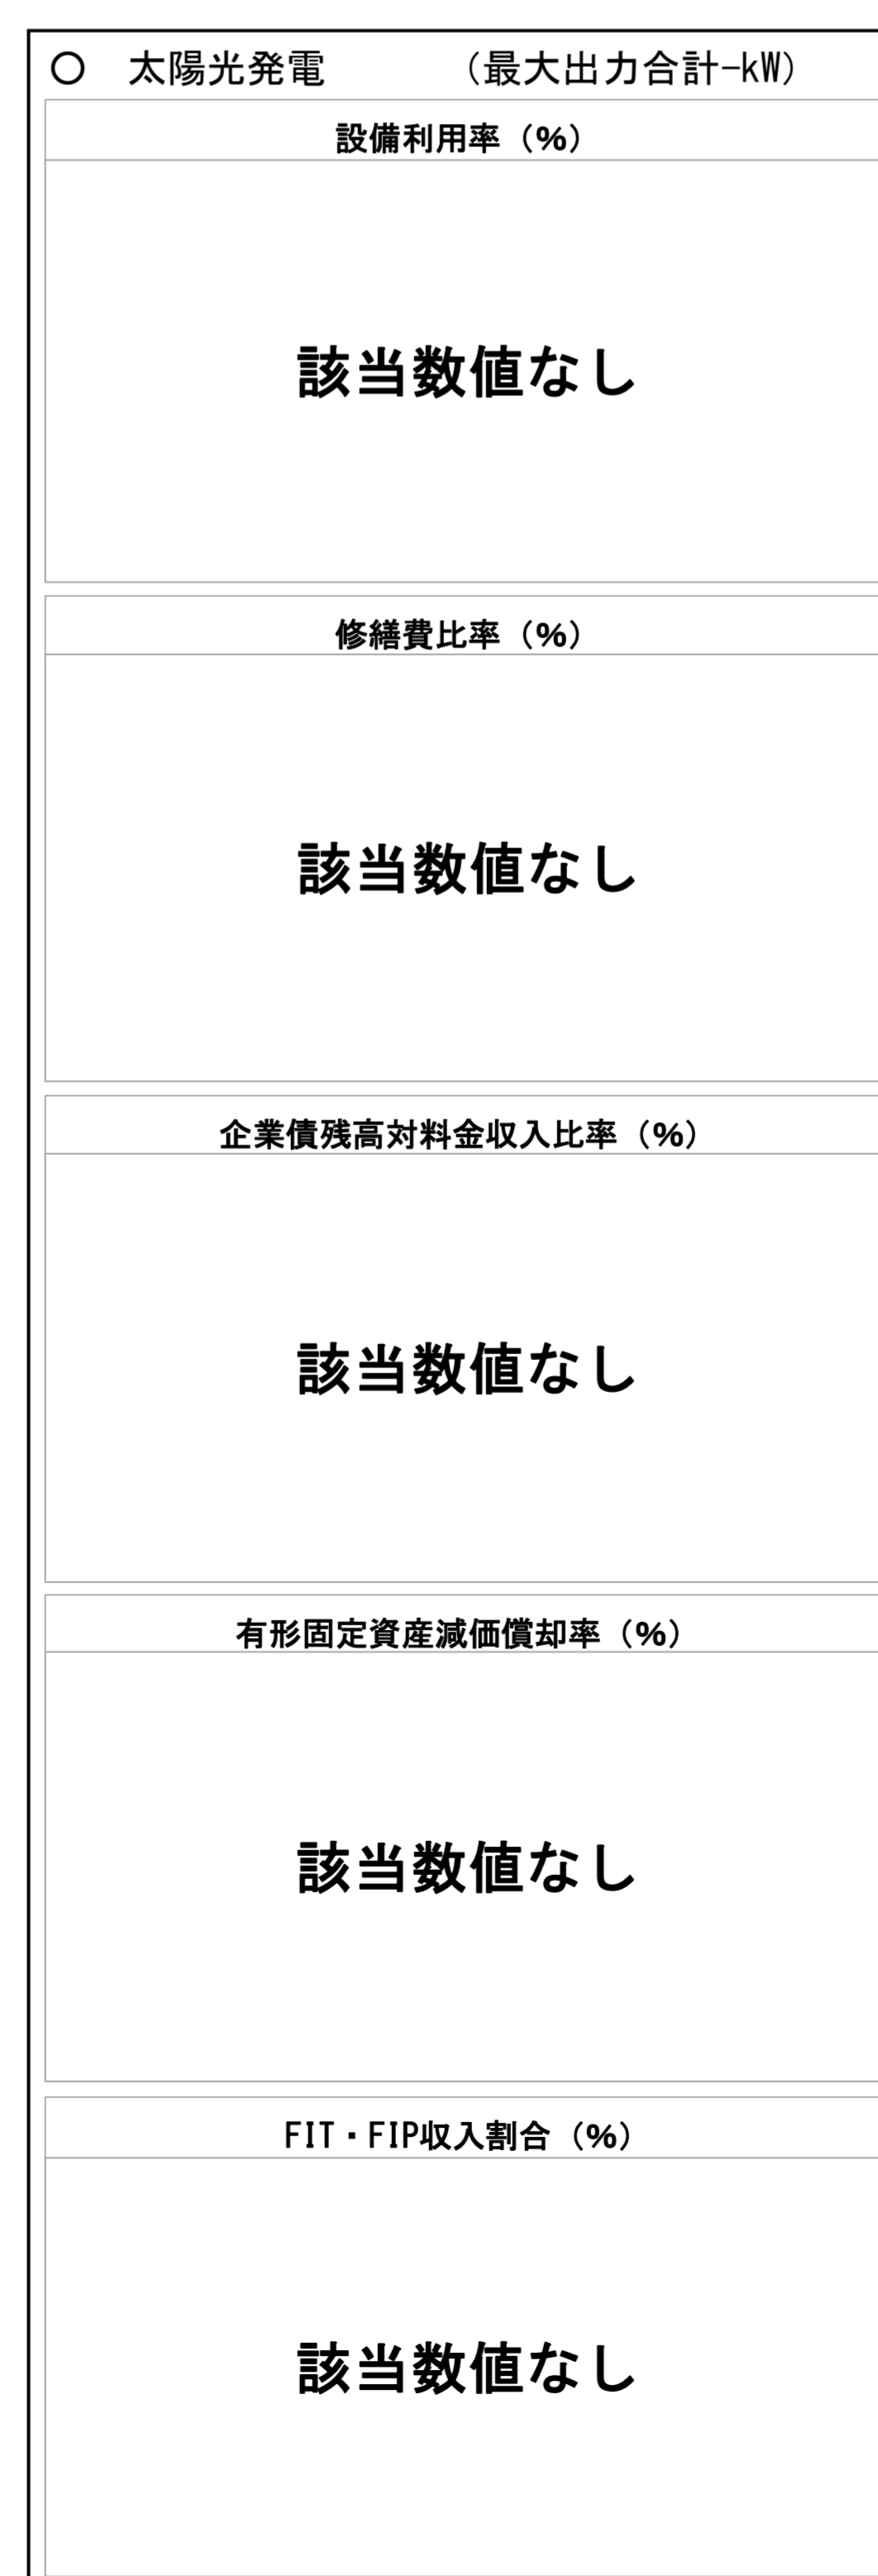 ○ 太陽光発電 （最大出力合計-kW）
設備利用率（%）
該当数値なし
修繕費比率（%）
該当数値なし
企業債残高対料金収入比率（%）
該当数値なし
有形固定資産減価償却率（%）
該当数値なし
FIT・FIP収入割合（%）
該当数値なし